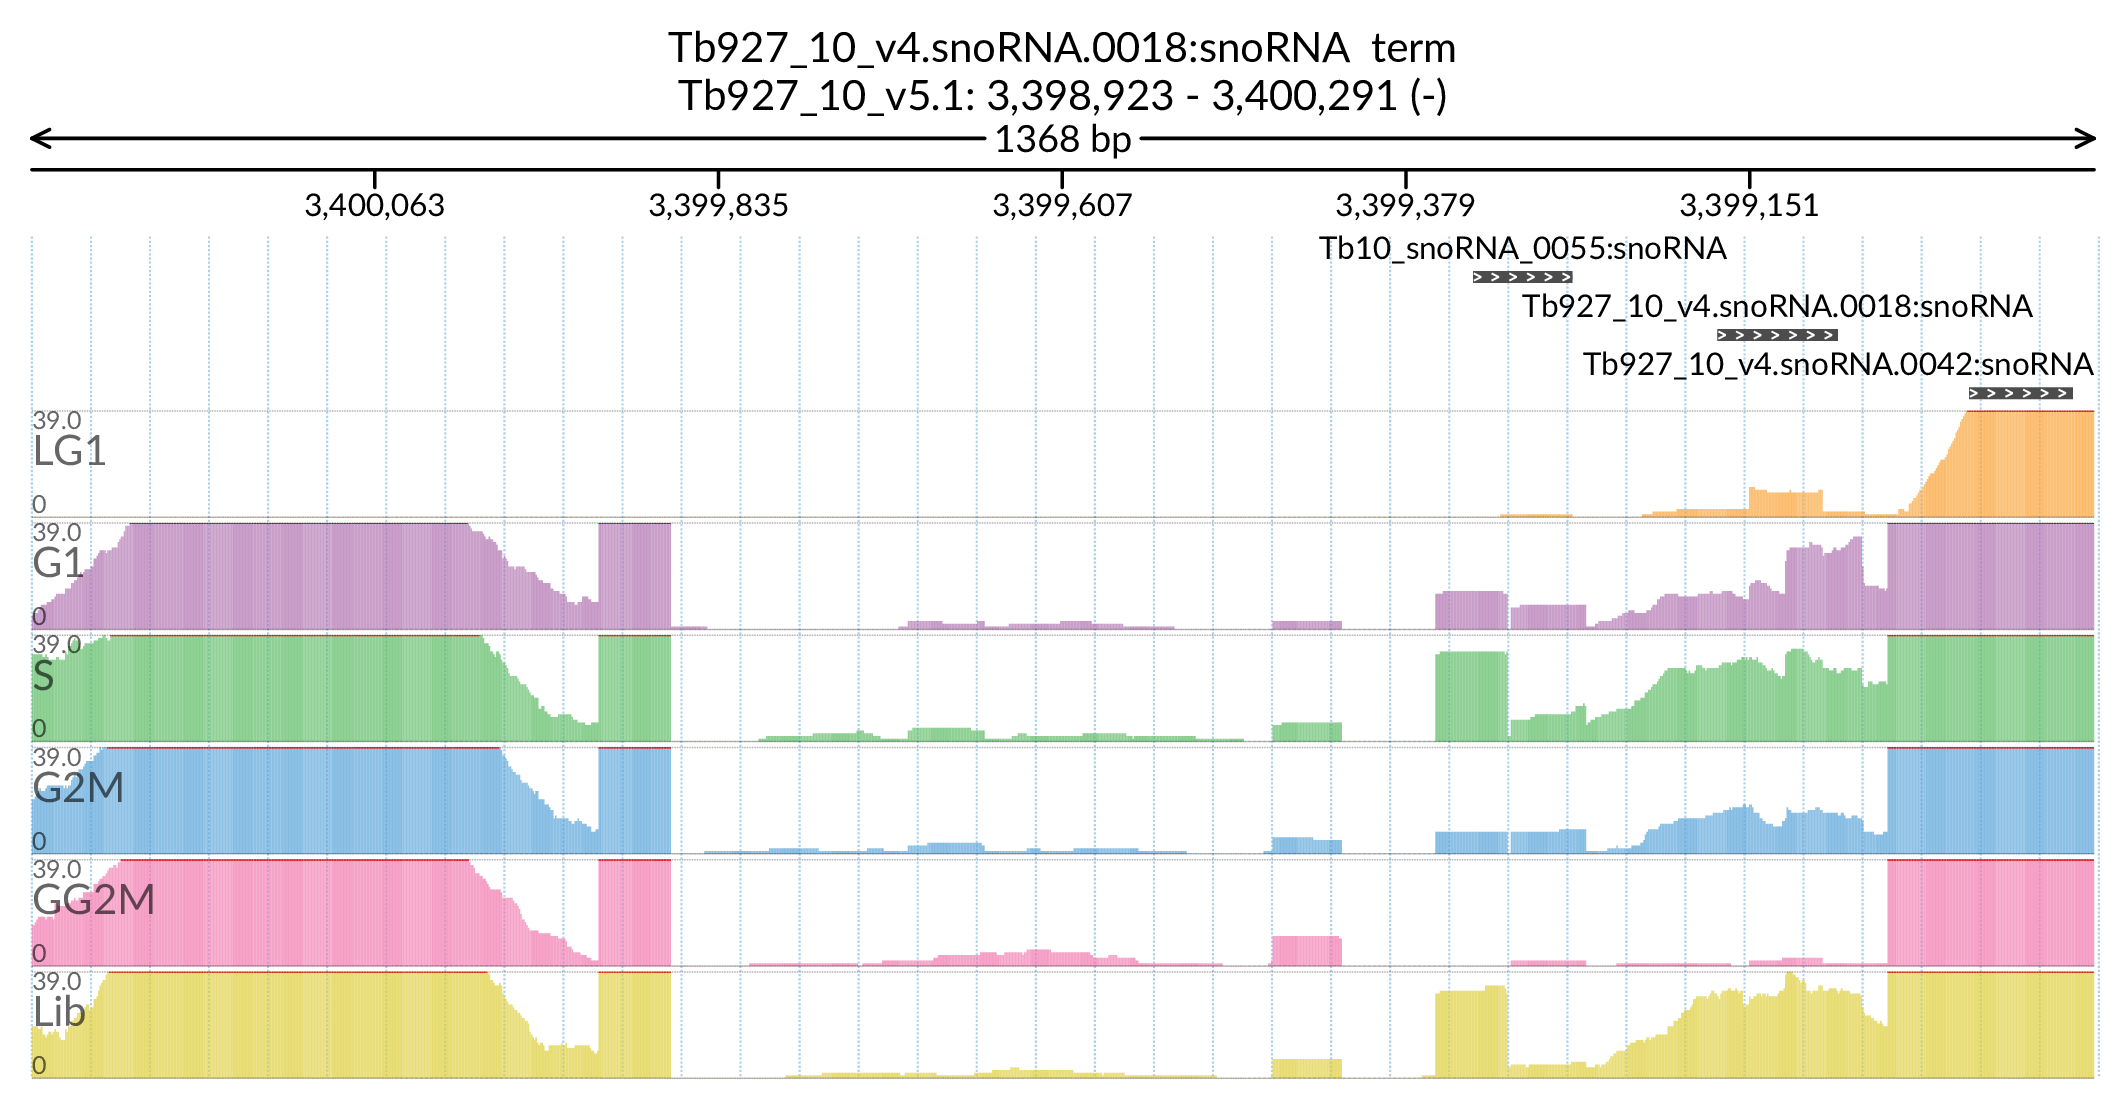 Tb927_10_v4.snoRNA.0018:snoRNA  term
Tb927_10_v5.1: 3,398,923 - 3,400,291 (-)
1368 bp
3,400,063 3,399,835 3,399,607 3,399,379 3,399,151
Tb10_snoRNA_0055:snoRNA
Tb927_10_v4.snoRNA.0018:snoRNA
Tb927_10_v4.snoRNA.0042:snoRNA
39.0
LG1
0
39.0
G1
0
39.0
S
0
39.0
G2M
0
39.0
GG2M
0
39.0
Lib
0